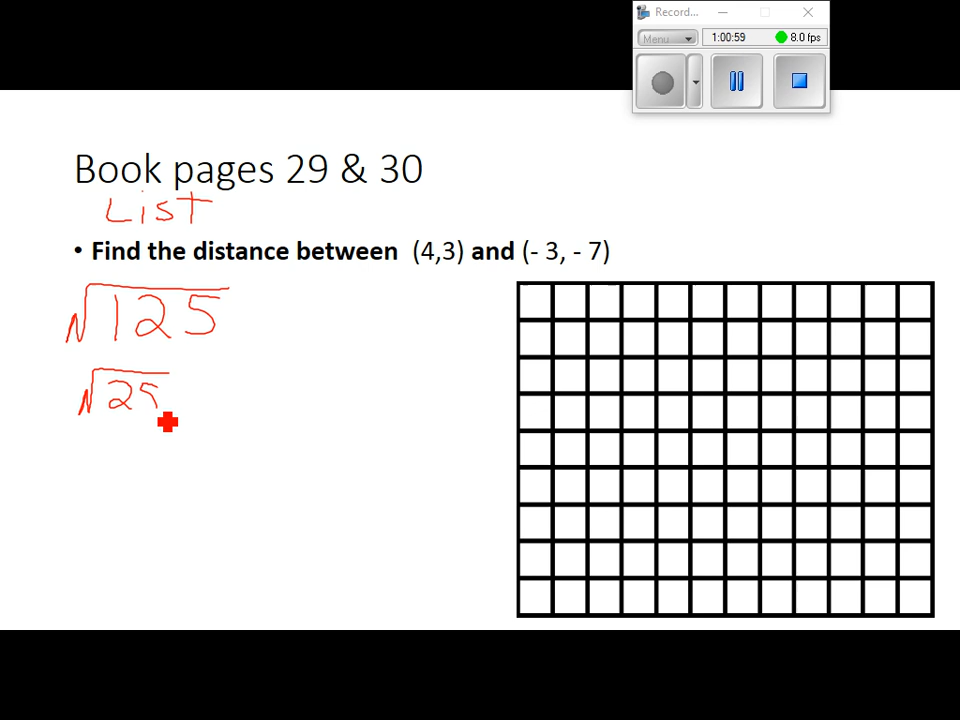 Record...
Menu
1:00:59
8.0 fps
Book pages 29 & 30
List
• Find the distance between (4,3) and (- 3, - 7)
√125
√25